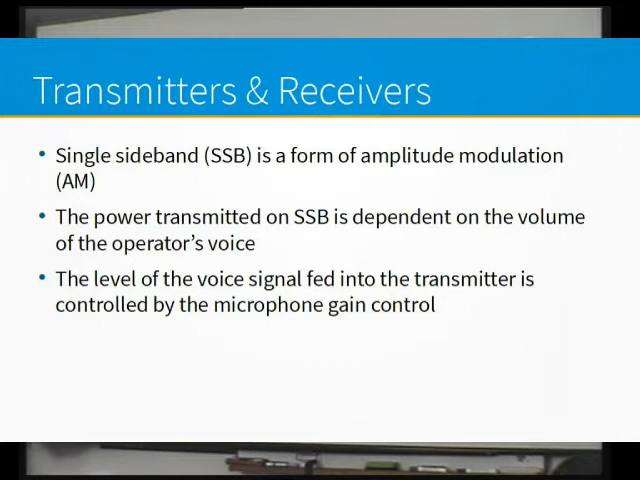 Transmitters & Receivers
• Single sideband (SSB) is a form of amplitude modulation
(AM)
• The power transmitted on SSB is dependent on the volume
of the operator's voice
• The level of the voice signal fed into the transmitter is
controlled by the microphone gain control